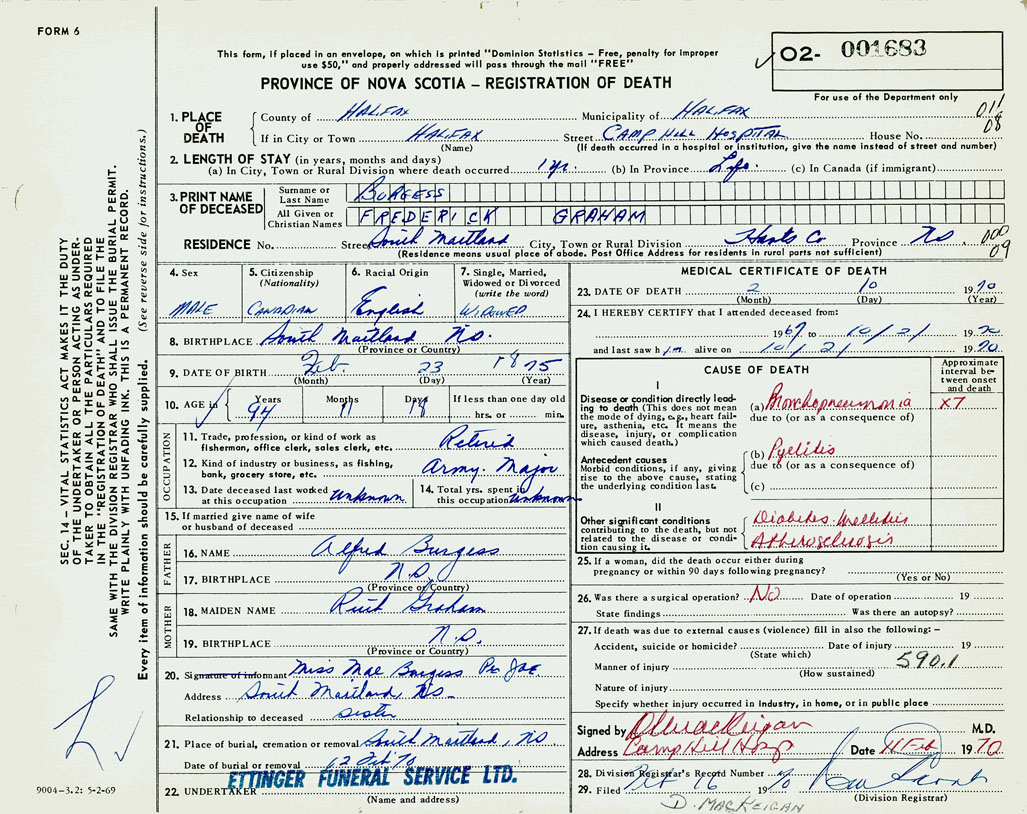 FORM 6
This form, if placed in an envelope, on which is printed "Dominion Statistics – Free, penalty for improper
use $50," and properly addressed will pass through the mail "FREE"
PROVINCE OF NOVA SCOTIA – REGISTRATION OF DEATH
02- 001683
For use of the Department only
011
08
1. PLACE OF DEATH County of HALIFAX Municipality of HALIFAX
If in City or Town HALIFAX Street CAMP HILL HOSPITAL House No.
(Name) (If death occurred in a hospital or institution, give the name instead of street and number)
2. LENGTH OF STAY (in years, months and days)
(a) In City, Town or Rural Division where death occurred 1 yr. (b) In Province Life. (c) In Canada (if immigrant)
3. PRINT NAME OF DECEASED
Surname or Last Name BURGESS
All Given or Christian Names FREDERICK GRAHAM
RESIDENCE No. Street South Maitland City, Town or Rural Division Hants Co Province NS. 000
09
(Residence means usual place of abode. Post Office Address for residents in rural parts not sufficient)
4. Sex MALE
5. Citizenship (Nationality) CANADIAN
6. Racial Origin English
7. Single, Married, Widowed or Divorced (write the word) WIDOWED
8. BIRTHPLACE South Maitland NS.
(Province or Country)
9. DATE OF BIRTH Feb. 23 1875
(Month) (Day) (Year)
10. AGE Years 94 Months 11 Days 18 If less than one day old
hrs. or min.
OCCUPATION
11. Trade, profession, or kind of work as fisherman, office clerk, sales clerk, etc. Retired
12. Kind of industry or business, as fishing, bank, grocery store, etc. Army. Major
13. Date deceased last worked at this occupation unknown
14. Total yrs. spent in this occupation unknown
15. If married give name of wife or husband of deceased
FATHER
16. NAME Alfred Burgess
17. BIRTHPLACE N.S.
(Province or Country)
MOTHER
18. MAIDEN NAME Ruth Graham
19. BIRTHPLACE N.S.
(Province or Country)
20. Signature of informant Miss Mae Burgess Per
Address South Maitland, NS
Relationship to deceased sister
21. Place of burial, cremation or removal South Maitland, NS.
Date of burial or removal 12 Feb 70
22. UNDERTAKER ETTINGER FUNERAL SERVICE LTD.
(Name and address)
MEDICAL CERTIFICATE OF DEATH
23. DATE OF DEATH 2 10 1970
(Month) (Day) (Year)
24. I HEREBY CERTIFY that I attended deceased from:
1967 to 10/2/ 1970
and last saw him alive on 10/2/ 1970
CAUSE OF DEATH
Approximate interval between onset and death
I
Disease or condition directly leading to death (This does not mean the mode of dying, e.g., heart failure, asthenia, etc. It means the disease, injury, or complication which caused death.)
(a) Bronchopneumonia X7
due to (or as a consequence of)
Antecedent causes
Morbid conditions, if any, giving rise to the above cause, stating the underlying condition last.
(b) Pyelitis
due to (or as a consequence of)
(c)
II
Other significant conditions
contributing to the death, but not related to the disease or condition causing it.
Diabetes Mellitis
Atherosclerosis
25. If a woman, did the death occur either during
pregnancy or within 90 days following pregnancy?
(Yes or No)
26. Was there a surgical operation? No Date of operation 19
State findings Was there an autopsy?
27. If death was due to external causes (violence) fill in also the following: –
Accident, suicide or homicide? Date of injury 19
(State which)
Manner of injury 590.1
(How sustained)
Nature of injury
Specify whether injury occurred in industry, in home, or in public place
Signed by D MacKeigan M.D.
Address Camp Hill Hosp Date 11 Feb 1970
28. Division Registrar's Record Number
29. Filed Feb 16 1970
(Division Registrar)
D. MACKEIGAN
SEC. 14 – VITAL STATISTICS ACT MAKES IT THE DUTY
OF THE UNDERTAKER OR PERSON ACTING AS UNDER-
TAKER TO OBTAIN ALL THE PARTICULARS REQUIRED
IN THE "REGISTRATION OF DEATH" AND TO FILE THE
SAME WITH THE DIVISION REGISTRAR WHO SHALL ISSUE THE BURIAL PERMIT.
WRITE PLAINLY WITH UNFADING INK. THIS IS A PERMANENT RECORD.
Every item of information should be carefully supplied. (See reverse side for instructions.)
9004–3.2: 5-2-69